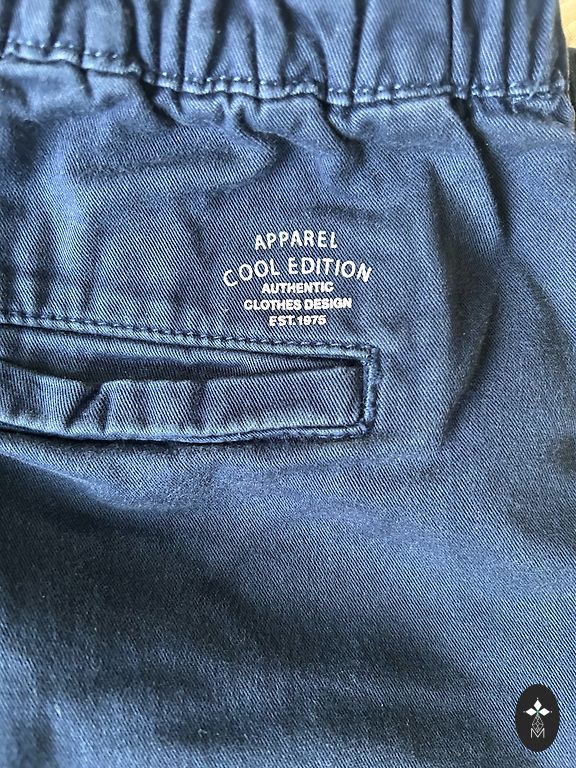 APPAREL
COOL EDITION
AUTHENTIC
CLOTHES DESIGN
EST.1975
M